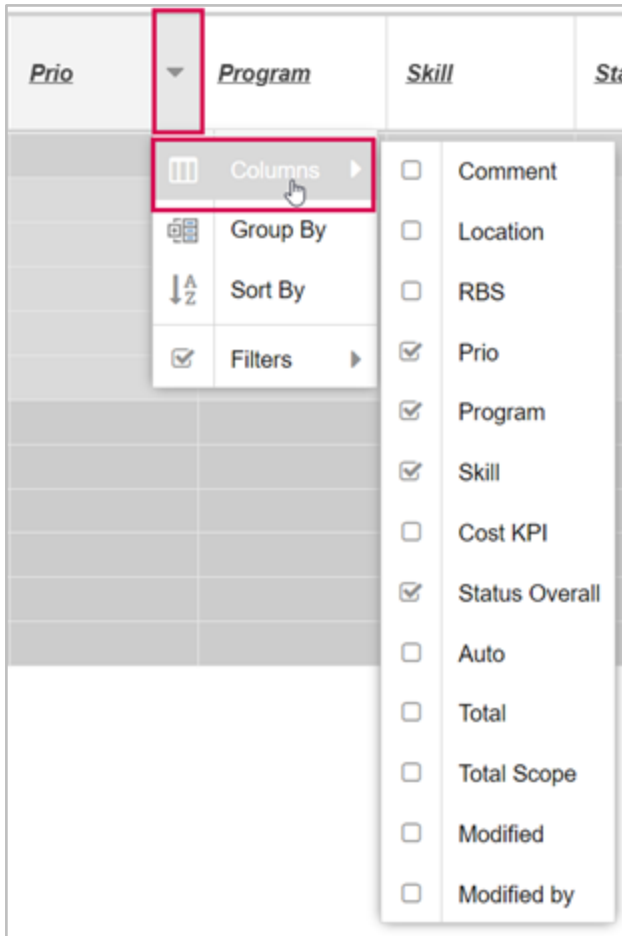 Prio Program Skill Sta
Columns
Group By
Sort By
Filters
Comment
Location
RBS
Prio
Program
Skill
Cost KPI
Status Overall
Auto
Total
Total Scope
Modified
Modified by